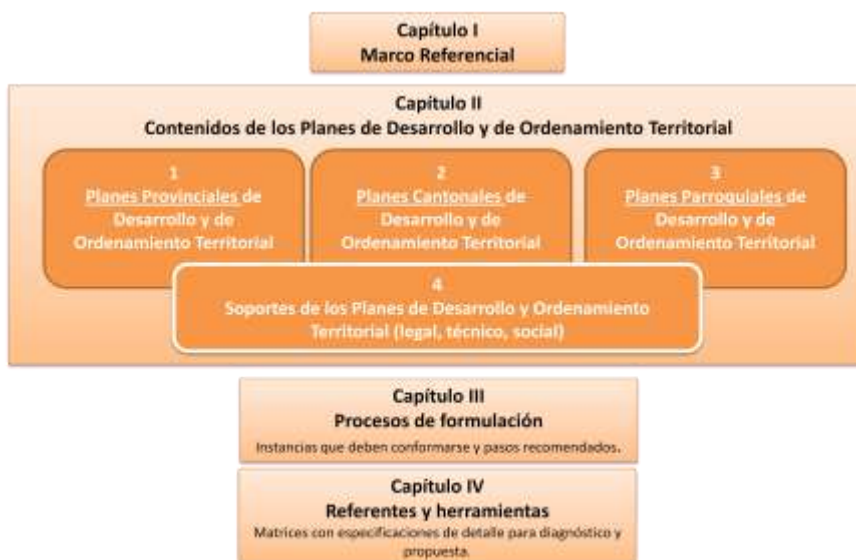 Capítulo I
Marco Referencial
Capítulo II
Contenidos de los Planes de Desarrollo y de Ordenamiento Territorial
1
Planes Provinciales de
Desarrollo y de
Ordenamiento Territorial
2
Planes Cantonales de
Desarrollo y de
Ordenamiento Territorial
3
Planes Parroquiales de
Desarrollo y de
Ordenamiento Territorial
4
Soportes de los Planes de Desarrollo y Ordenamiento
Territorial (legal, técnico, social)
Capítulo III
Procesos de formulación
Instancias que deben conformarse y pasos recomendados.
Capítulo IV
Referentes y herramientas
Matrices con especificaciones de detalle para diagnóstico y
propuesta.